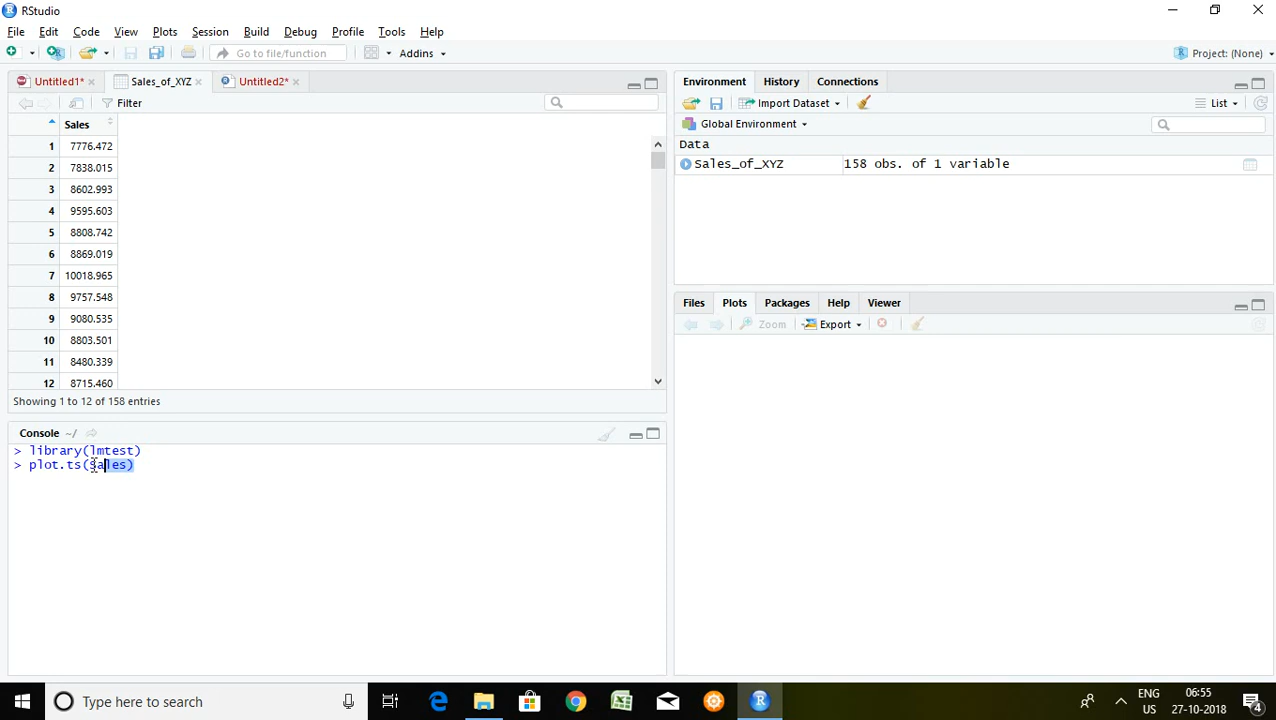 RStudio
File Edit Code View Plots Session Build Debug Profile Tools Help
Go to file/function Addins Project: (None)
Untitled1* Sales_of_XYZ Untitled2*
Filter
Sales
1 7776.472
2 7838.015
3 8602.993
4 9595.603
5 8808.742
6 8869.019
7 10018.965
8 9757.548
9 9080.535
10 8803.501
11 8480.339
12 8715.460
Showing 1 to 12 of 158 entries
Console ~/
> library(lmtest)
> plot.ts(sales)
Environment History Connections
Import Dataset List
Global Environment
Data
Sales_of_XYZ 158 obs. of 1 variable
Files Plots Packages Help Viewer
Zoom Export
Type here to search
ENG
US
06:55
27-10-2018
4